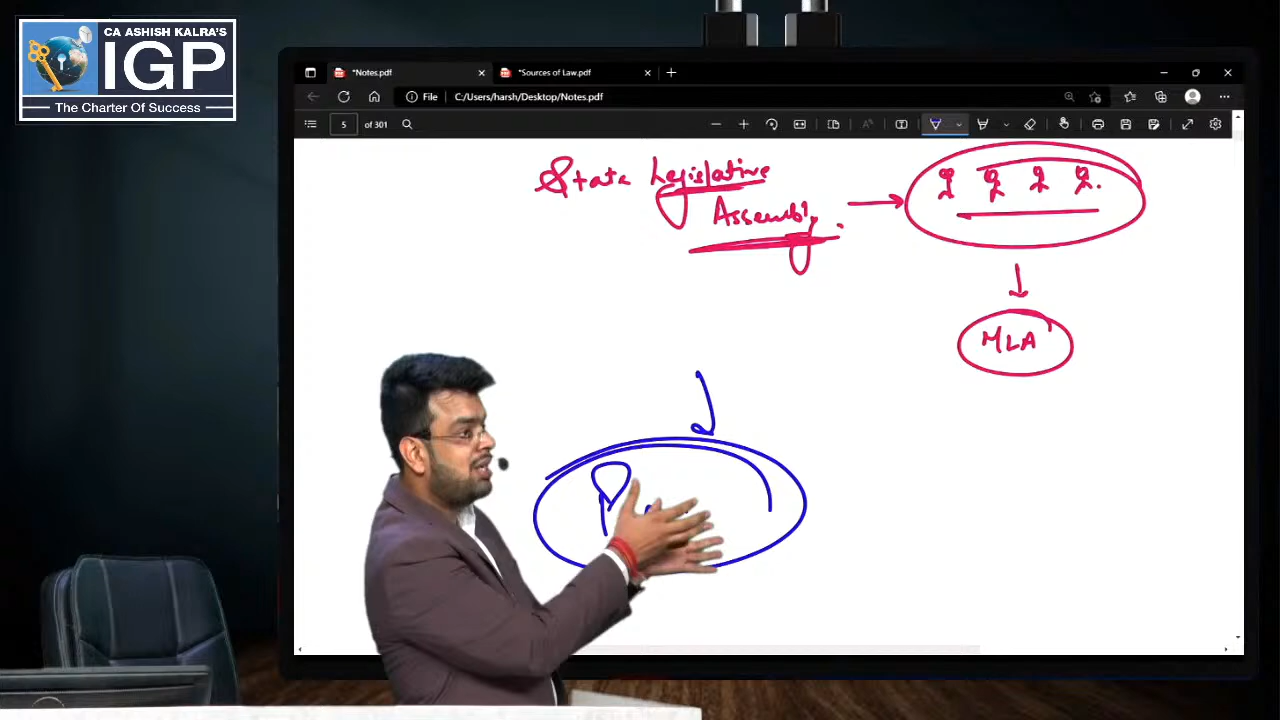 CA ASHISH KALRA'S
IGP
The Charter Of Success
*Notes.pdf
*Sources of Law.pdf
File
C:/Users/harsh/Desktop/Notes.pdf
5 of 301
State Legislative
Assembly
MLA